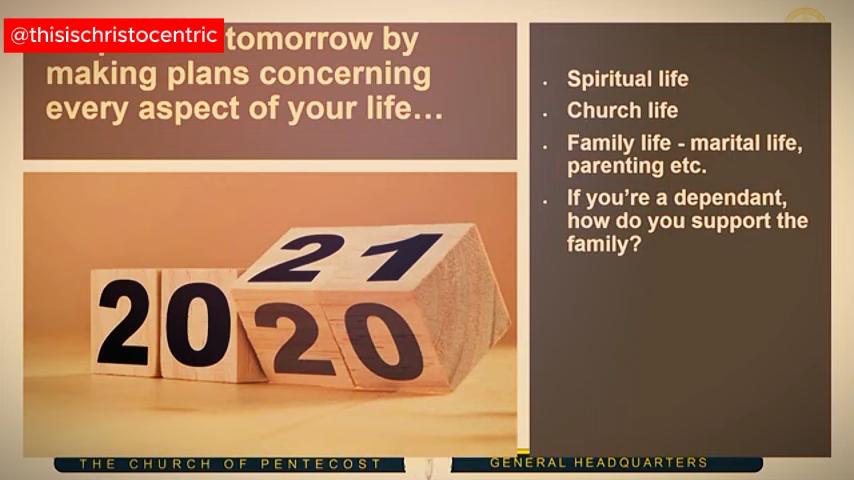 @thisischristocentric
tomorrow by
making plans concerning
every aspect of your life…
. Spiritual life
. Church life
. Family life - marital life,
parenting etc.
. If you’re a dependant,
how do you support the
family?
21
20 20
THE CHURCH OF PENTECOST
GENERAL HEADQUARTERS